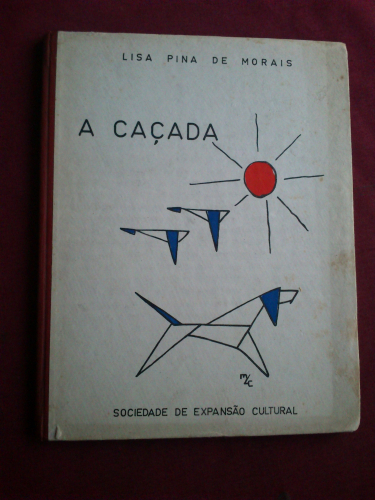 LISA PINA DE MORAIS
A CAÇADA
SOCIEDADE DE EXPANSÃO CULTURAL